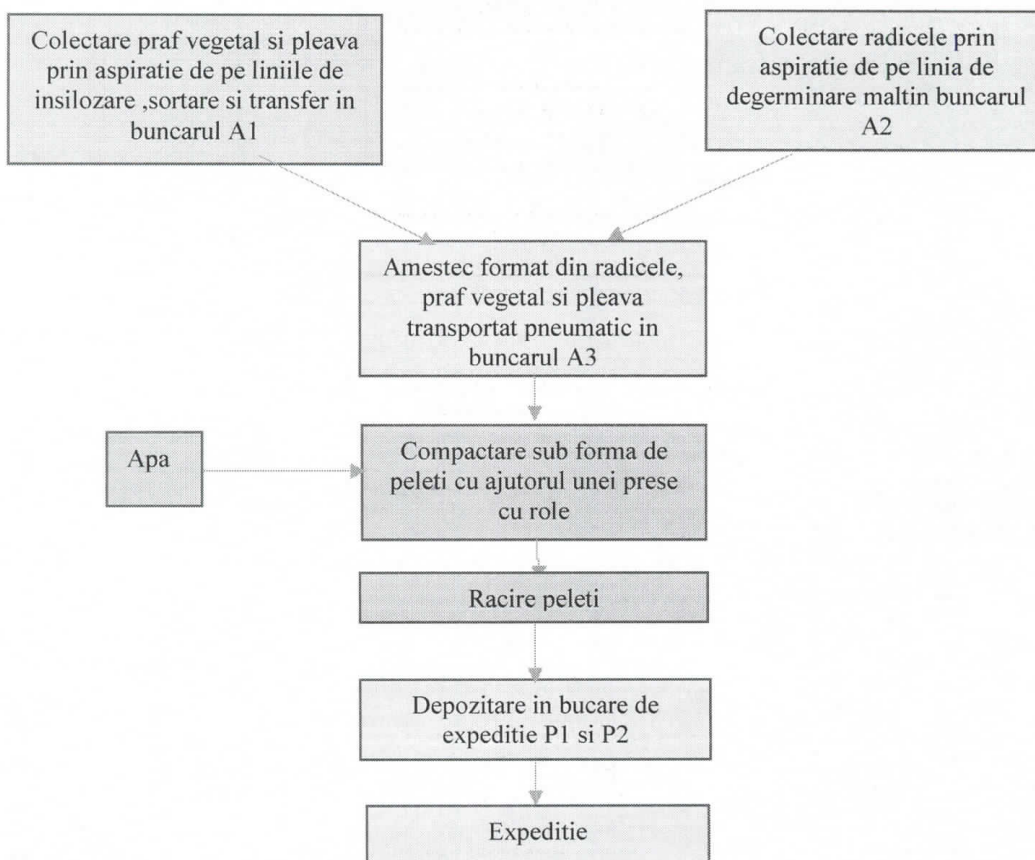 Colectare praf vegetal si pleava
prin aspiratie de pe liniile de
insilozare ,sortare si transfer in
buncarul A1
Colectare radicele prin
aspiratie de pe linia de
degerminare maltin buncarul
A2
Amestec format din radicele,
praf vegetal si pleava
transportat pneumatic in
buncarul A3
Apa
Compactare sub forma de
peleti cu ajutorul unei prese
cu role
Racire peleti
Depozitare in bucare de
expeditie P1 si P2
Expeditie